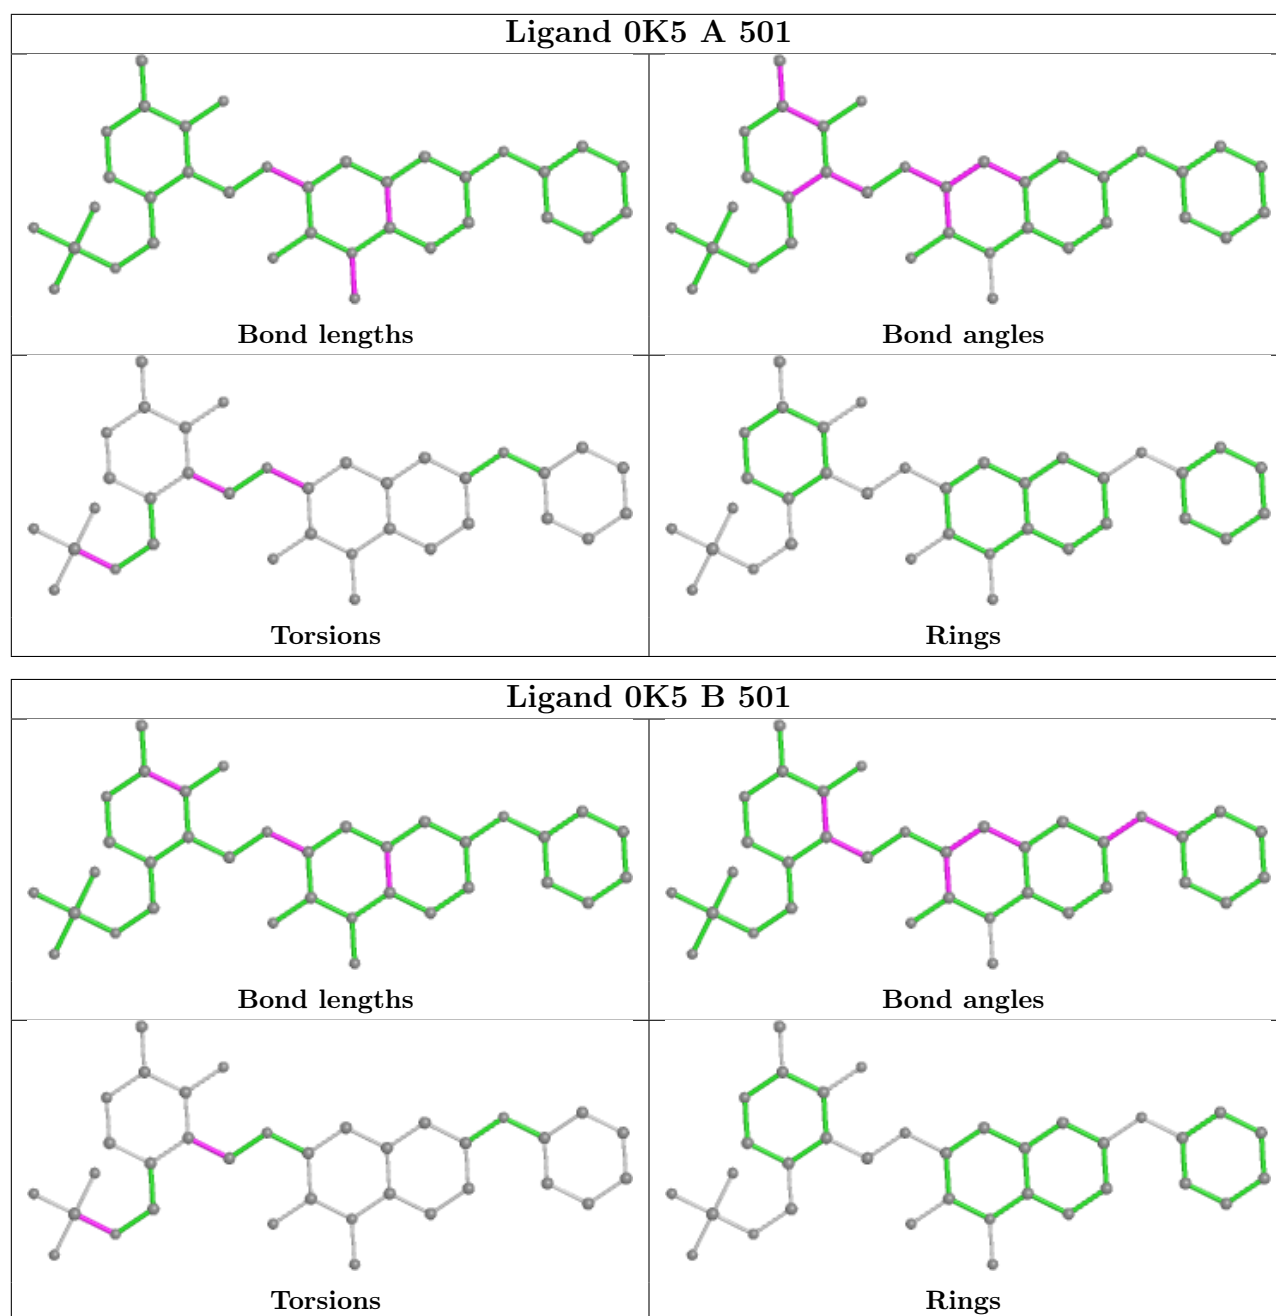 Ligand 0K5 A 501
Bond lengths
Bond angles
Torsions
Rings
Ligand 0K5 B 501
Bond lengths
Bond angles
Torsions
Rings